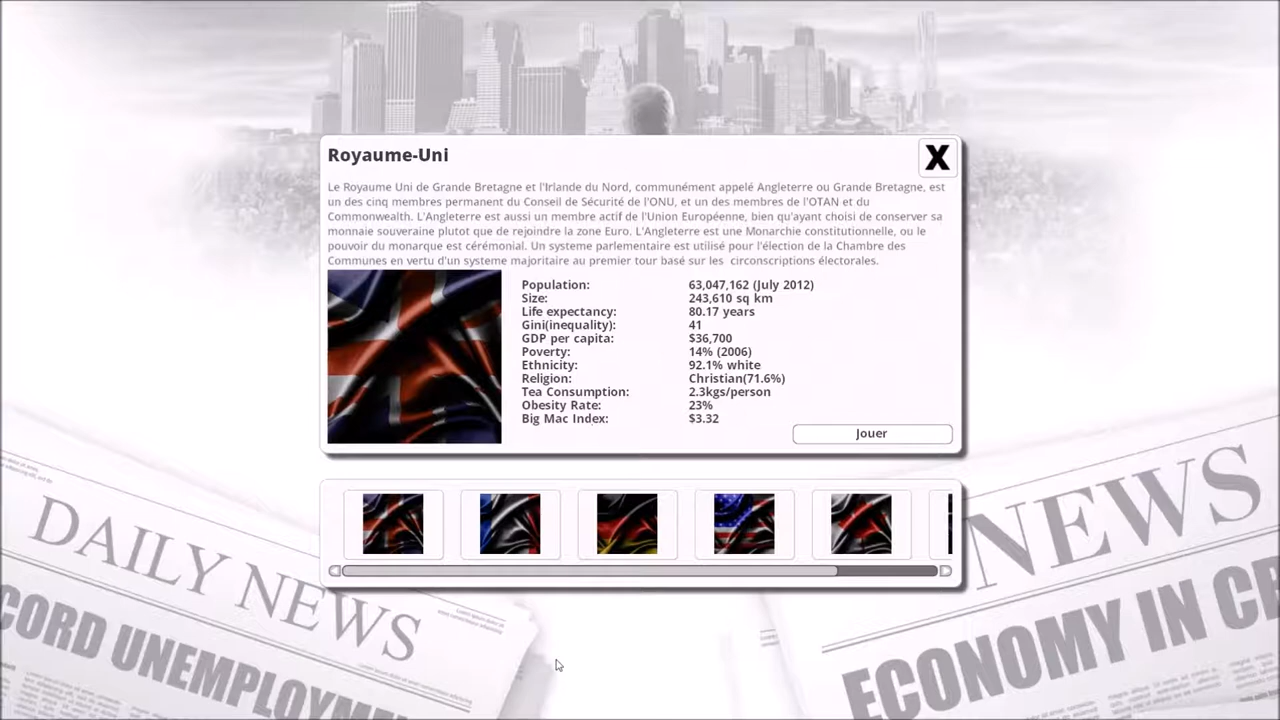 Royaume-Uni
X
Le Royaume Uni de Grande Bretagne et l'Irlande du Nord, communément appelé Angleterre ou Grande Bretagne, est
un des cinq membres permanent du Conseil de Sécurité de l'ONU, et un des membres de l'OTAN et du
Commonwealth. L'Angleterre est aussi un membre actif de l'Union Européenne, bien qu'ayant choisi de conserver sa
monnaie souveraine plutot que de rejoindre la zone Euro. L'Angleterre est une Monarchie constitutionnelle, ou le
pouvoir du monarque est cérémonial. Un systeme parlementaire est utilisé pour l'élection de la Chambre des
Communes en vertu d'un systeme majoritaire au premier tour basé sur les circonscriptions électorales.
Population: 63,047,162 (July 2012)
Size: 243,610 sq km
Life expectancy: 80.17 years
Gini(inequality): 41
GDP per capita: $36,700
Poverty: 14% (2006)
Ethnicity: 92.1% white
Religion: Christian(71.6%)
Tea Consumption: 2.3kgs/person
Obesity Rate: 23%
Big Mac Index: $3.32
Jouer
DAILY NEWS
CORD UNEMPLOYM
NEWS
ECONOMY IN CR